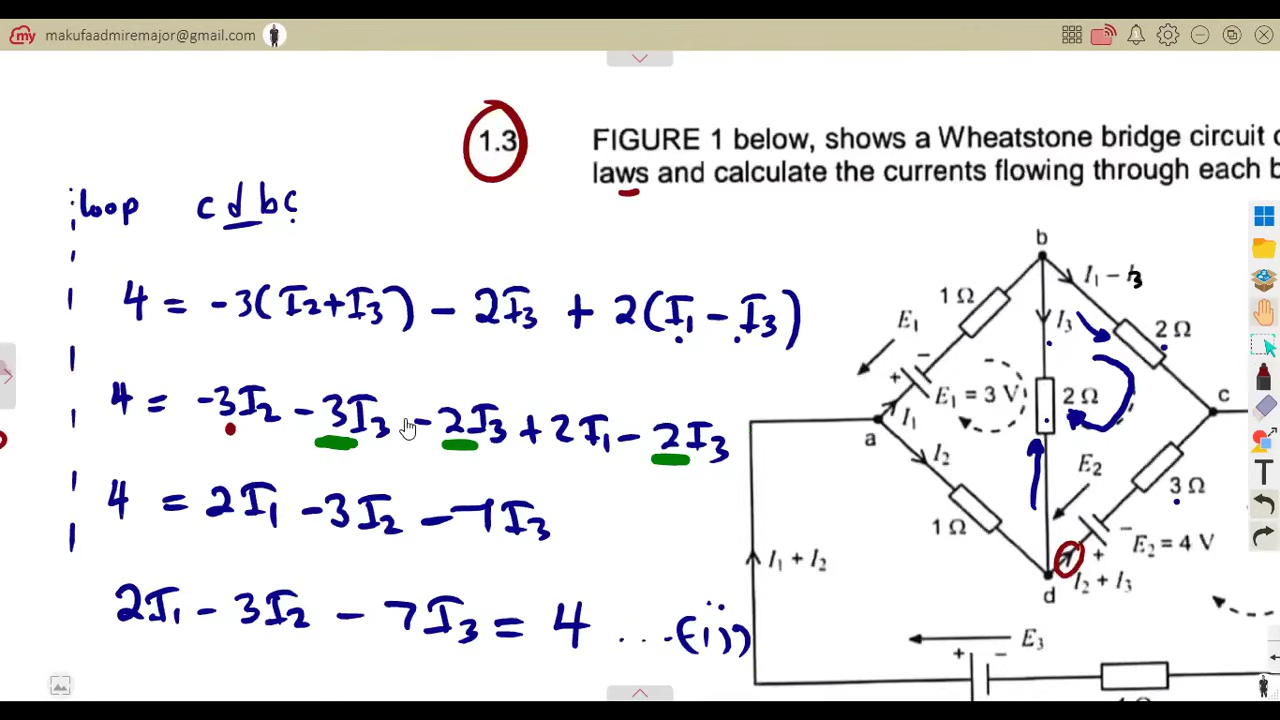 my makufaadmiremajor@gmail.com
1.3 FIGURE 1 below, shows a Wheatstone bridge circuit
laws and calculate the currents flowing through each
loop c d b c
4 = -3(I2+I3) - 2I3 + 2(I1 - I3)
4 = -3I2 - 3I3 - 2I3 + 2I1 - 2I3
4 = 2I1 - 3I2 - 7I3
2I1 - 3I2 - 7I3 = 4 ...(ii)
b
I1 - I3
1 Ω
E1
I3
2 Ω
- +
E1 = 3 V
2 Ω
c
a
I1
I2
E2
3 Ω
1 Ω
- +
E2 = 4 V
I1 + I2
I2 + I3
d
E3
+ -
T